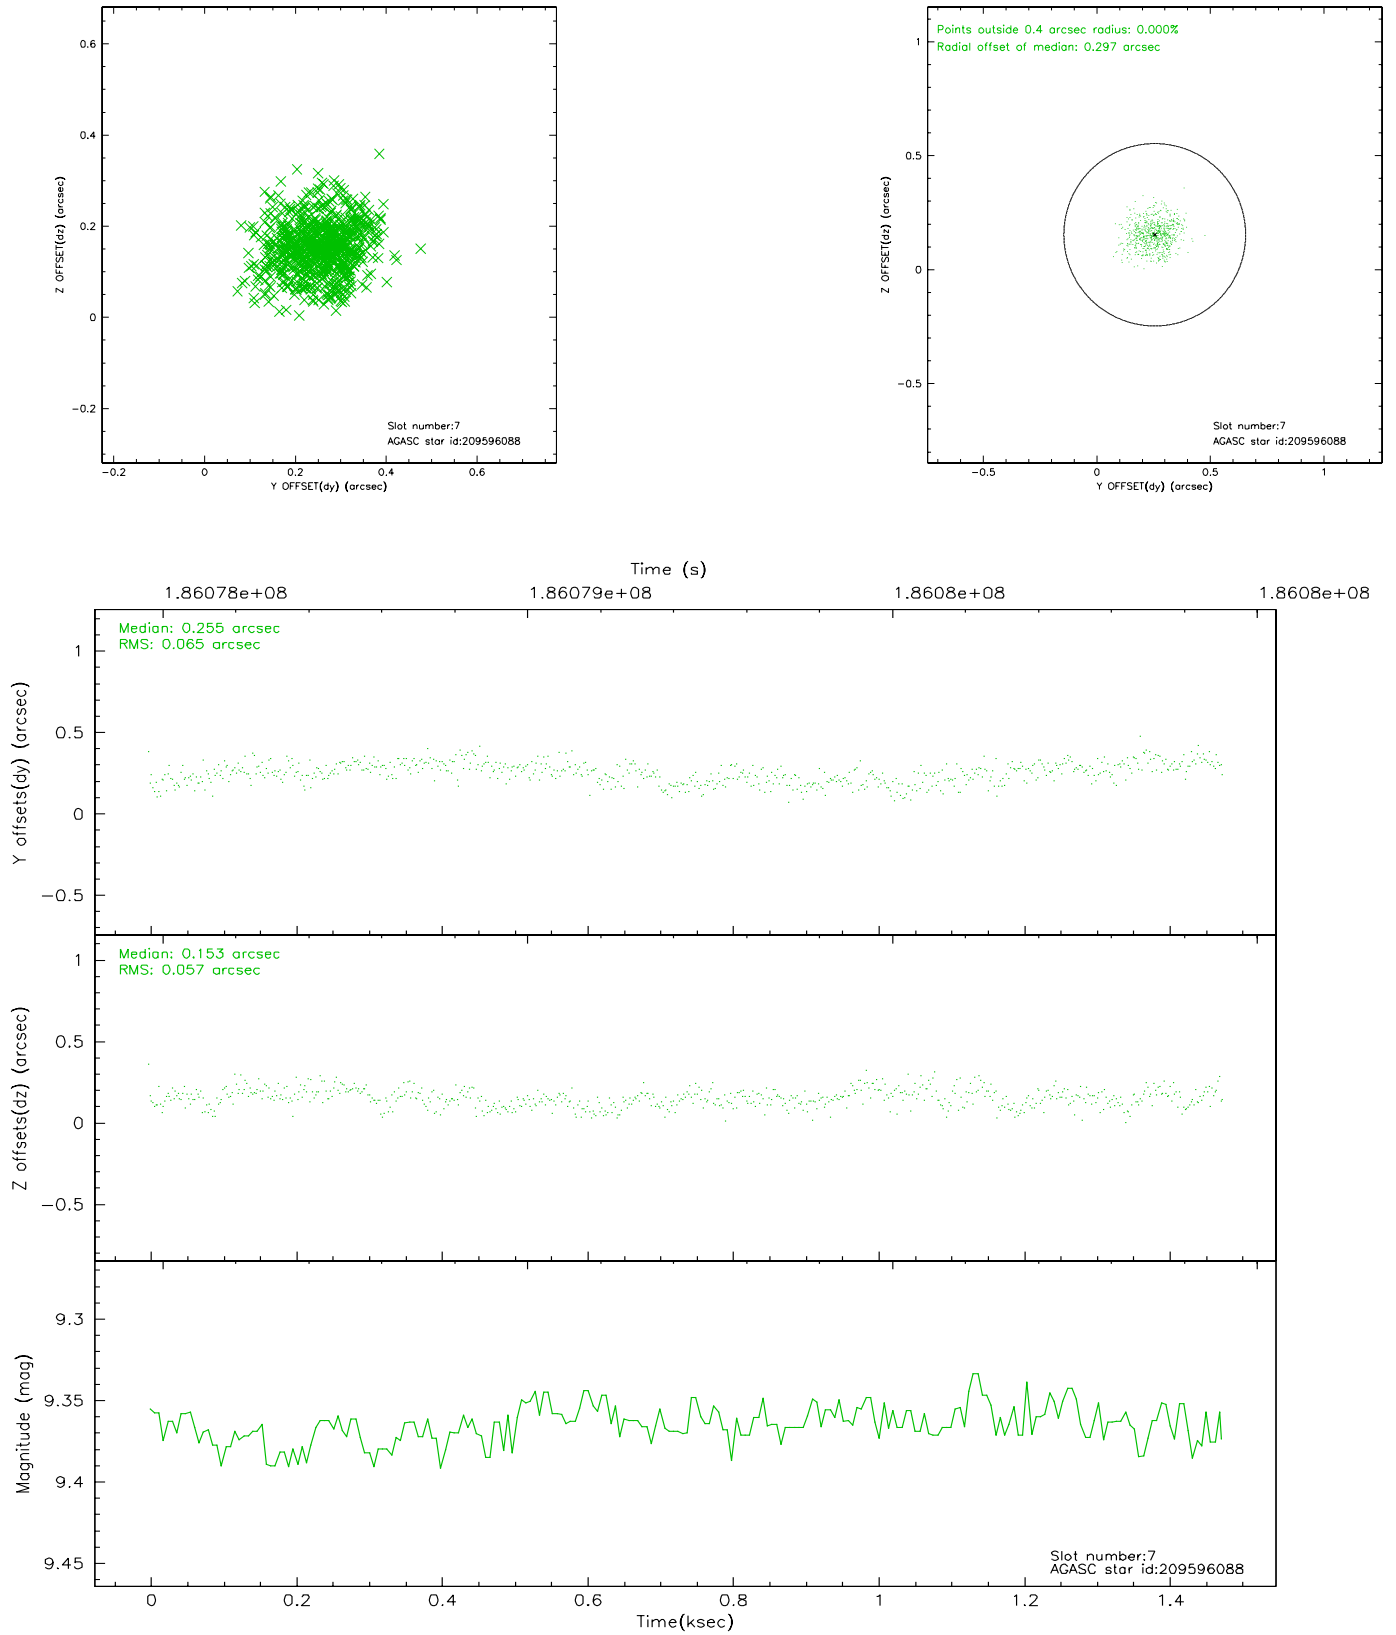 0.6
0.4
0.2
0
−0.2
Z OFFSET(dz) (arcsec)
Slot number:7
AGASC star id:209596088
−0.2 0 0.2 0.4 0.6
Y OFFSET(dy) (arcsec)
Points outside 0.4 arcsec radius: 0.000%
Radial offset of median: 0.297 arcsec
1
0.5
0
−0.5
Z OFFSET(dz) (arcsec)
Slot number:7
AGASC star id:209596088
−0.5 0 0.5 1
Y OFFSET(dy) (arcsec)
Time (s)
1.86078e+08 1.86079e+08 1.8608e+08 1.8608e+08
Median: 0.255 arcsec
RMS: 0.065 arcsec
1
0.5
0
−0.5
Y offsets(dy) (arcsec)
Median: 0.153 arcsec
RMS: 0.057 arcsec
1
0.5
0
−0.5
Z offsets(dz) (arcsec)
9.3
9.35
9.4
9.45
Magnitude (mag)
Slot number:7
AGASC star id:209596088
0 0.2 0.4 0.6 0.8 1 1.2 1.4
Time(ksec)